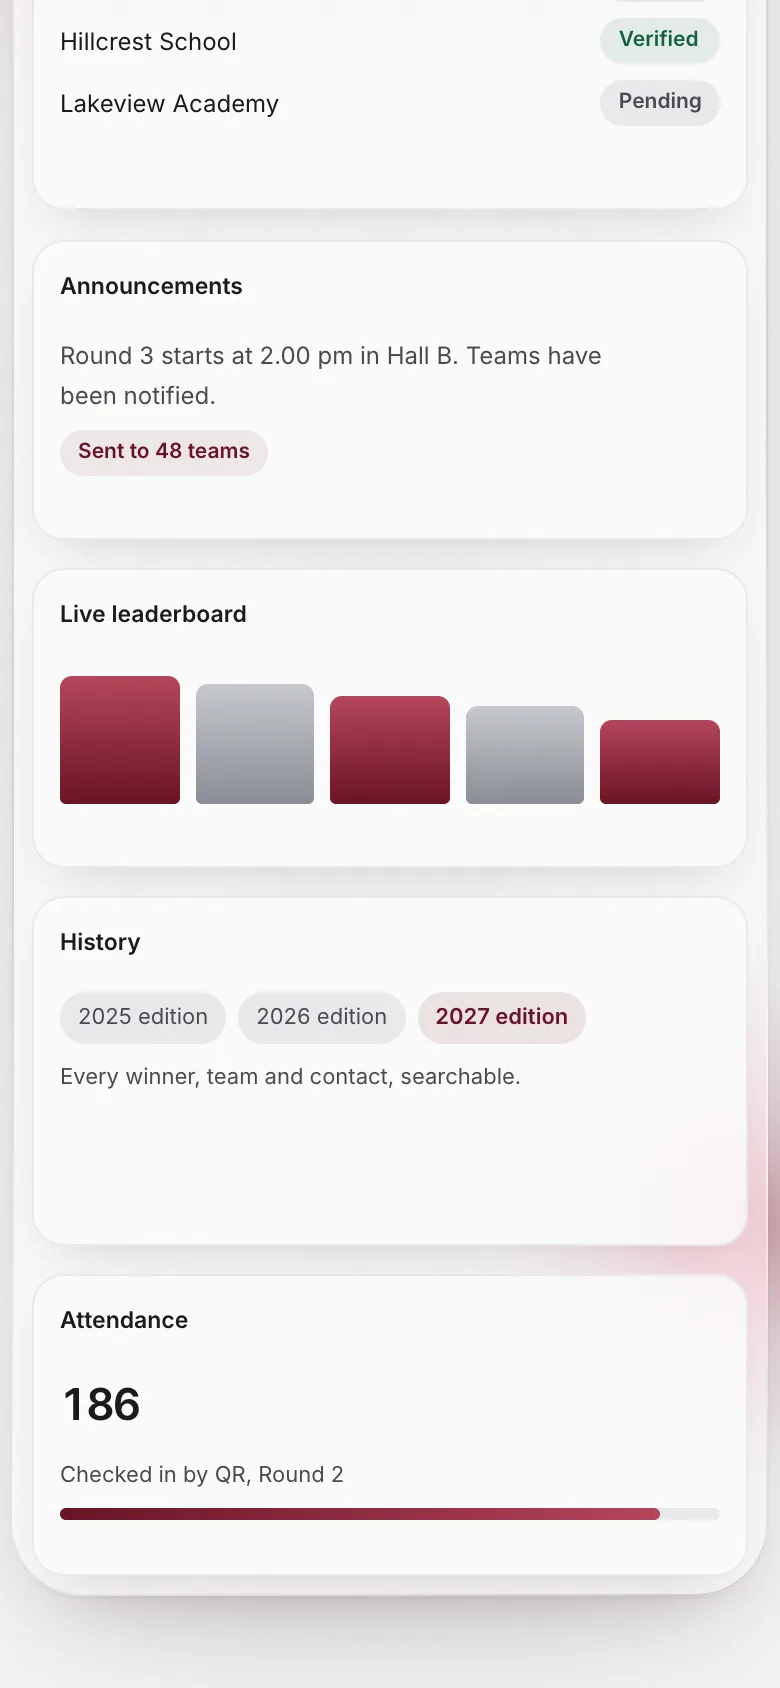 Hillcrest School
Verified
Lakeview Academy
Pending
Announcements
Round 3 starts at 2.00 pm in Hall B. Teams have
been notified.
Sent to 48 teams
Live leaderboard
History
2025 edition
2026 edition
2027 edition
Every winner, team and contact, searchable.
Attendance
186
Checked in by QR, Round 2